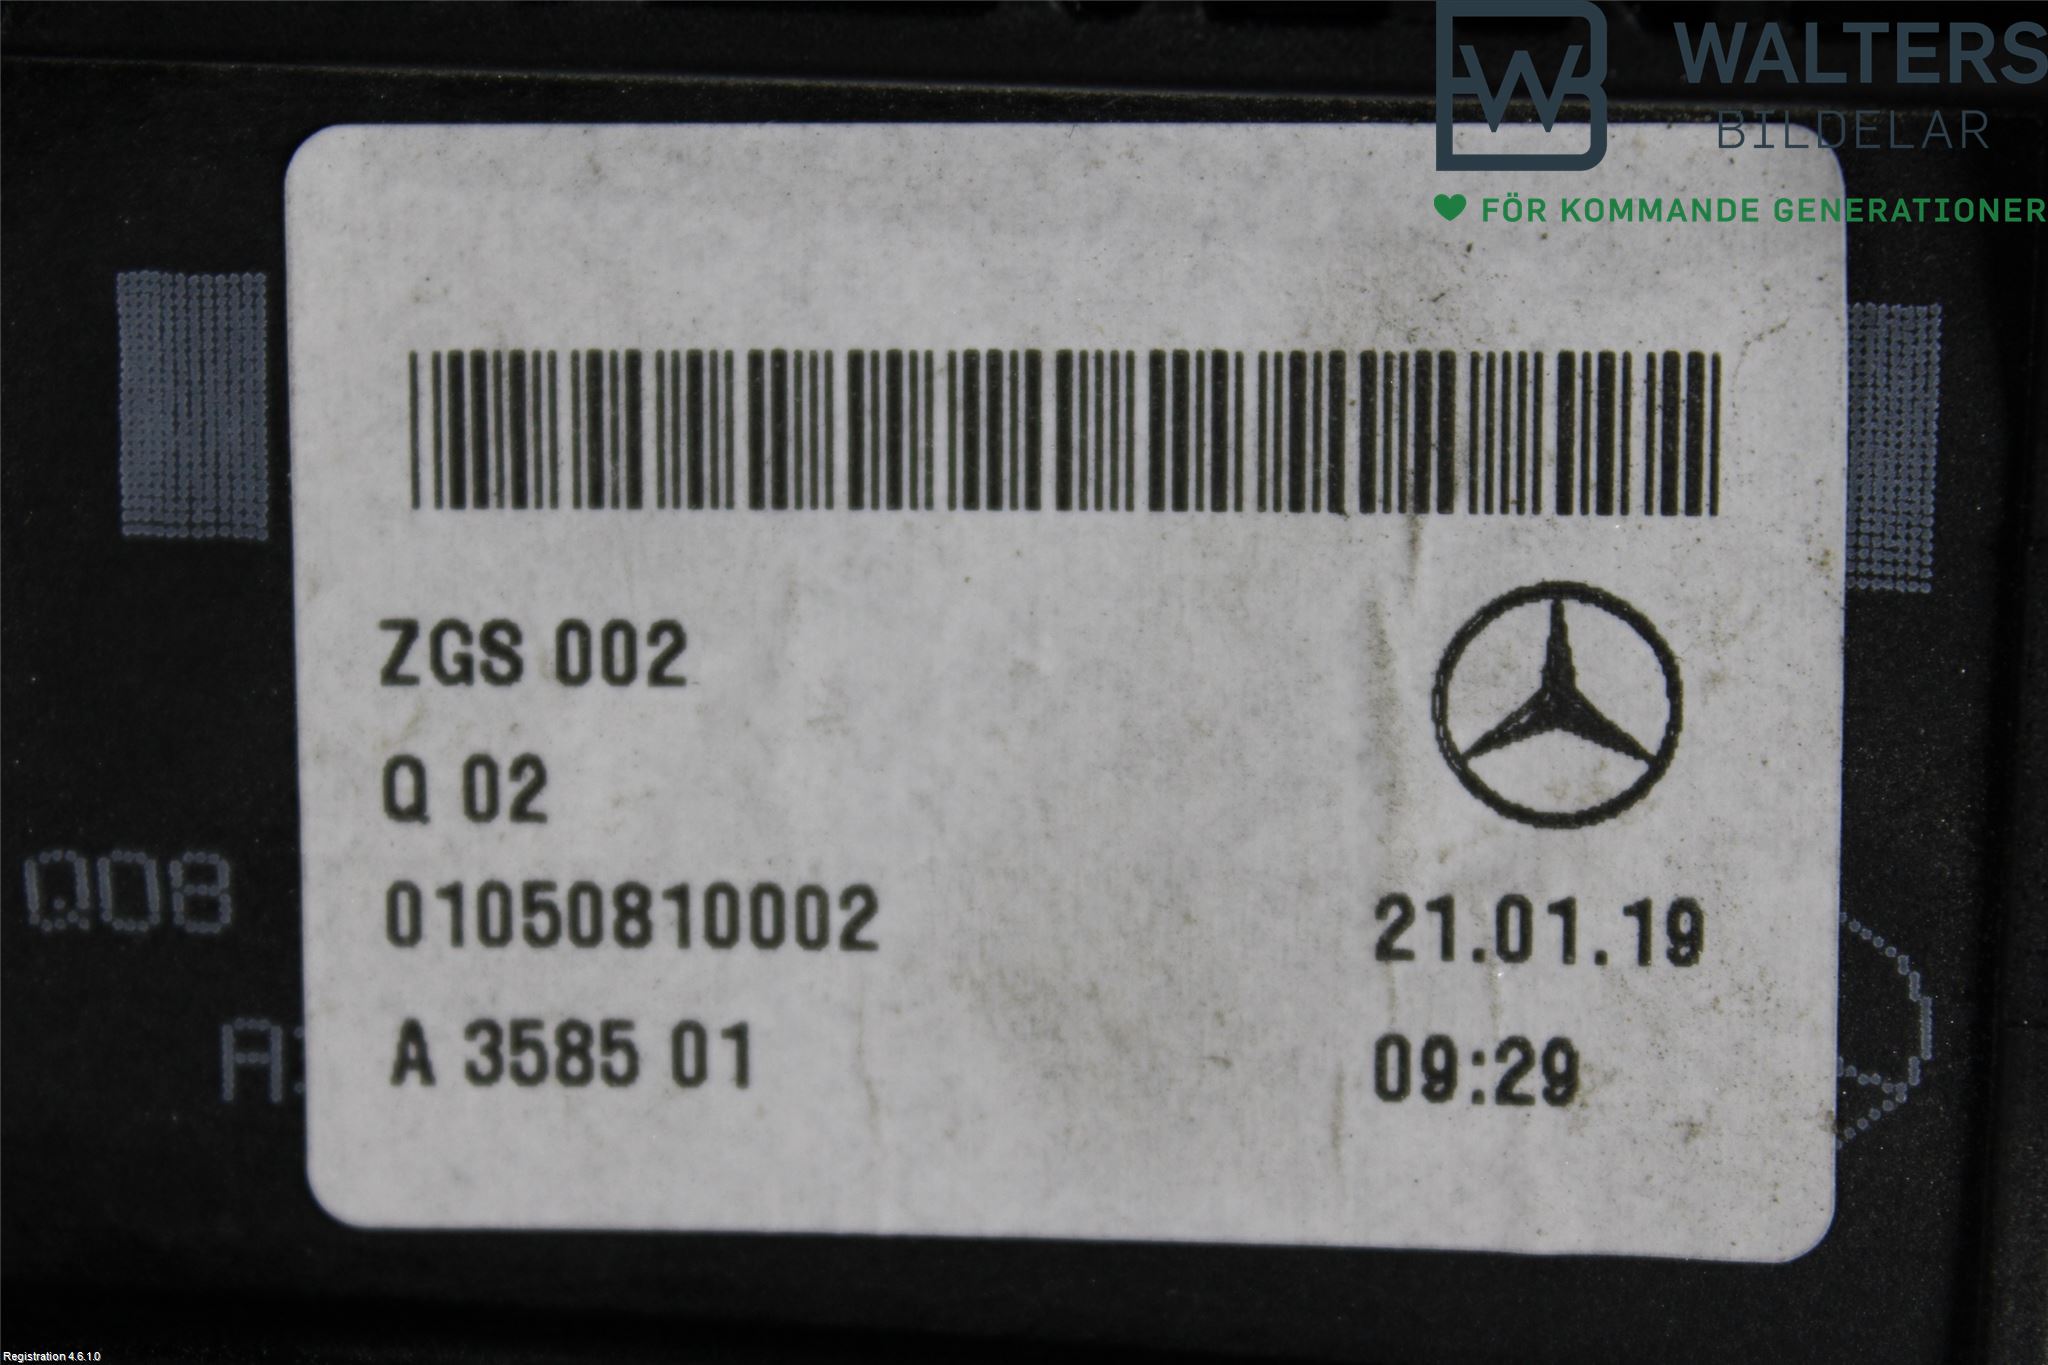 WALTERS
BILDELAR
FÖR KOMMANDE GENERATIONER
ZGS 002
Q 02
Q08
01050810002
21.01.19
A 3585 01
09:29
Registration 4.6.1.0